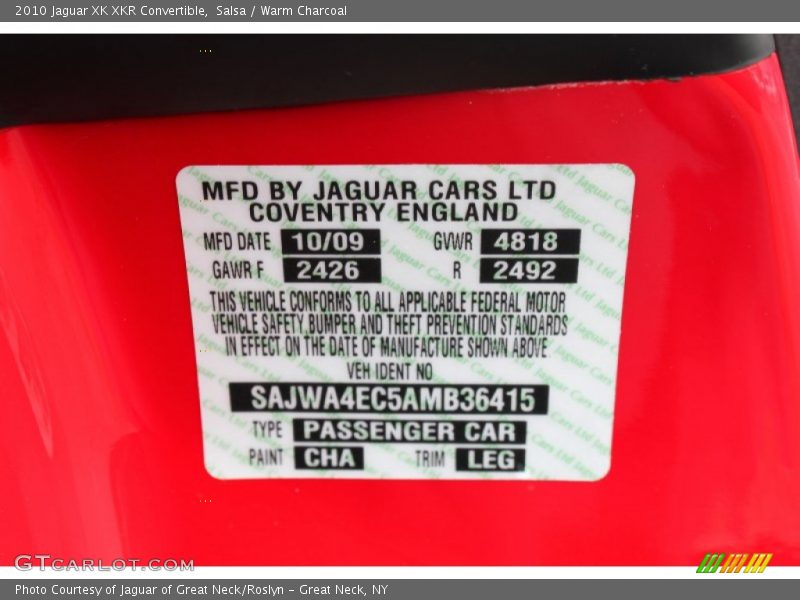 2010 Jaguar XK XKR Convertible,  Salsa / Warm Charcoal
MFD BY JAGUAR CARS LTD
COVENTRY ENGLAND
MFD DATE 10/09 GVWR 4818
GAWR F 2426 R 2492
THIS VEHICLE CONFORMS TO ALL APPLICABLE FEDERAL MOTOR
VEHICLE SAFETY, BUMPER AND THEFT PREVENTION STANDARDS
IN EFFECT ON THE DATE OF MANUFACTURE SHOWN ABOVE
VEH IDENT NO
SAJWA4EC5AMB36415
TYPE PASSENGER CAR
PAINT CHA TRIM LEG
GTCARLOT.COM
Photo Courtesy of Jaguar of Great Neck/Roslyn – Great Neck, NY